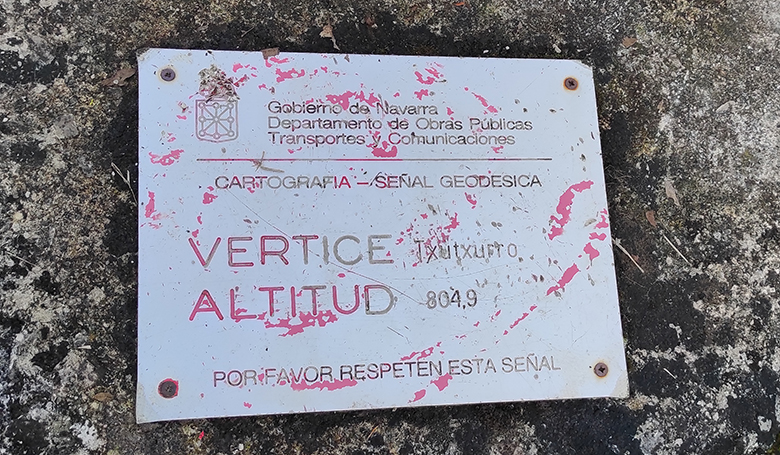 Gobierno de Navarra
Departamento de Obras Públicas
Transportes y Comunicaciones
CARTOGRAFIA – SEÑAL GEODESICA
VERTICE Txutxurro
ALTITUD 804,9
POR FAVOR RESPETEN ESTA SEÑAL